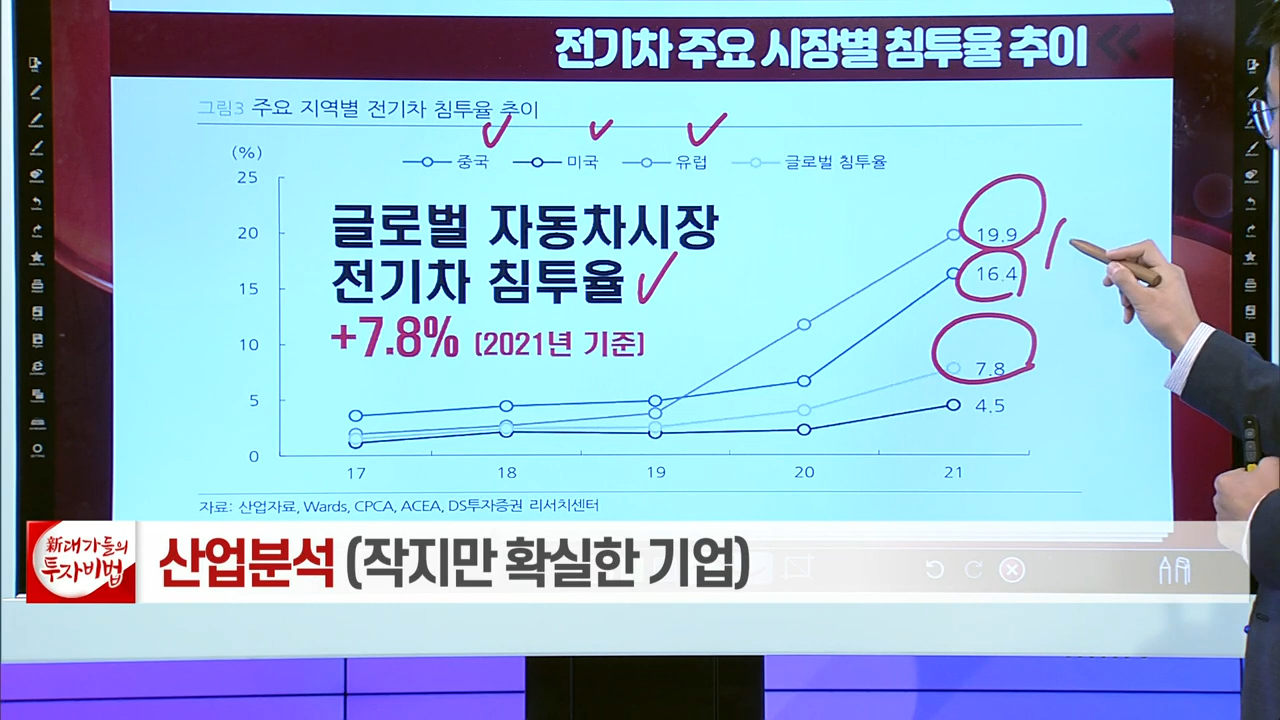 전기차 주요 시장별 침투율 추이
그림3 주요 지역별 전기차 침투율 추이
(%)
중국 미국 유럽 글로벌 침투율
25
20
15
10
5
0
글로벌 자동차시장
전기차 침투율
+7.8% (2021년 기준)
19.9
16.4
7.8
4.5
17 18 19 20 21
자료: 산업자료, Wards, CPCA, ACEA, DS투자증권 리서치센터
新대가들의
투자비법
산업분석 (작지만 확실한 기업)